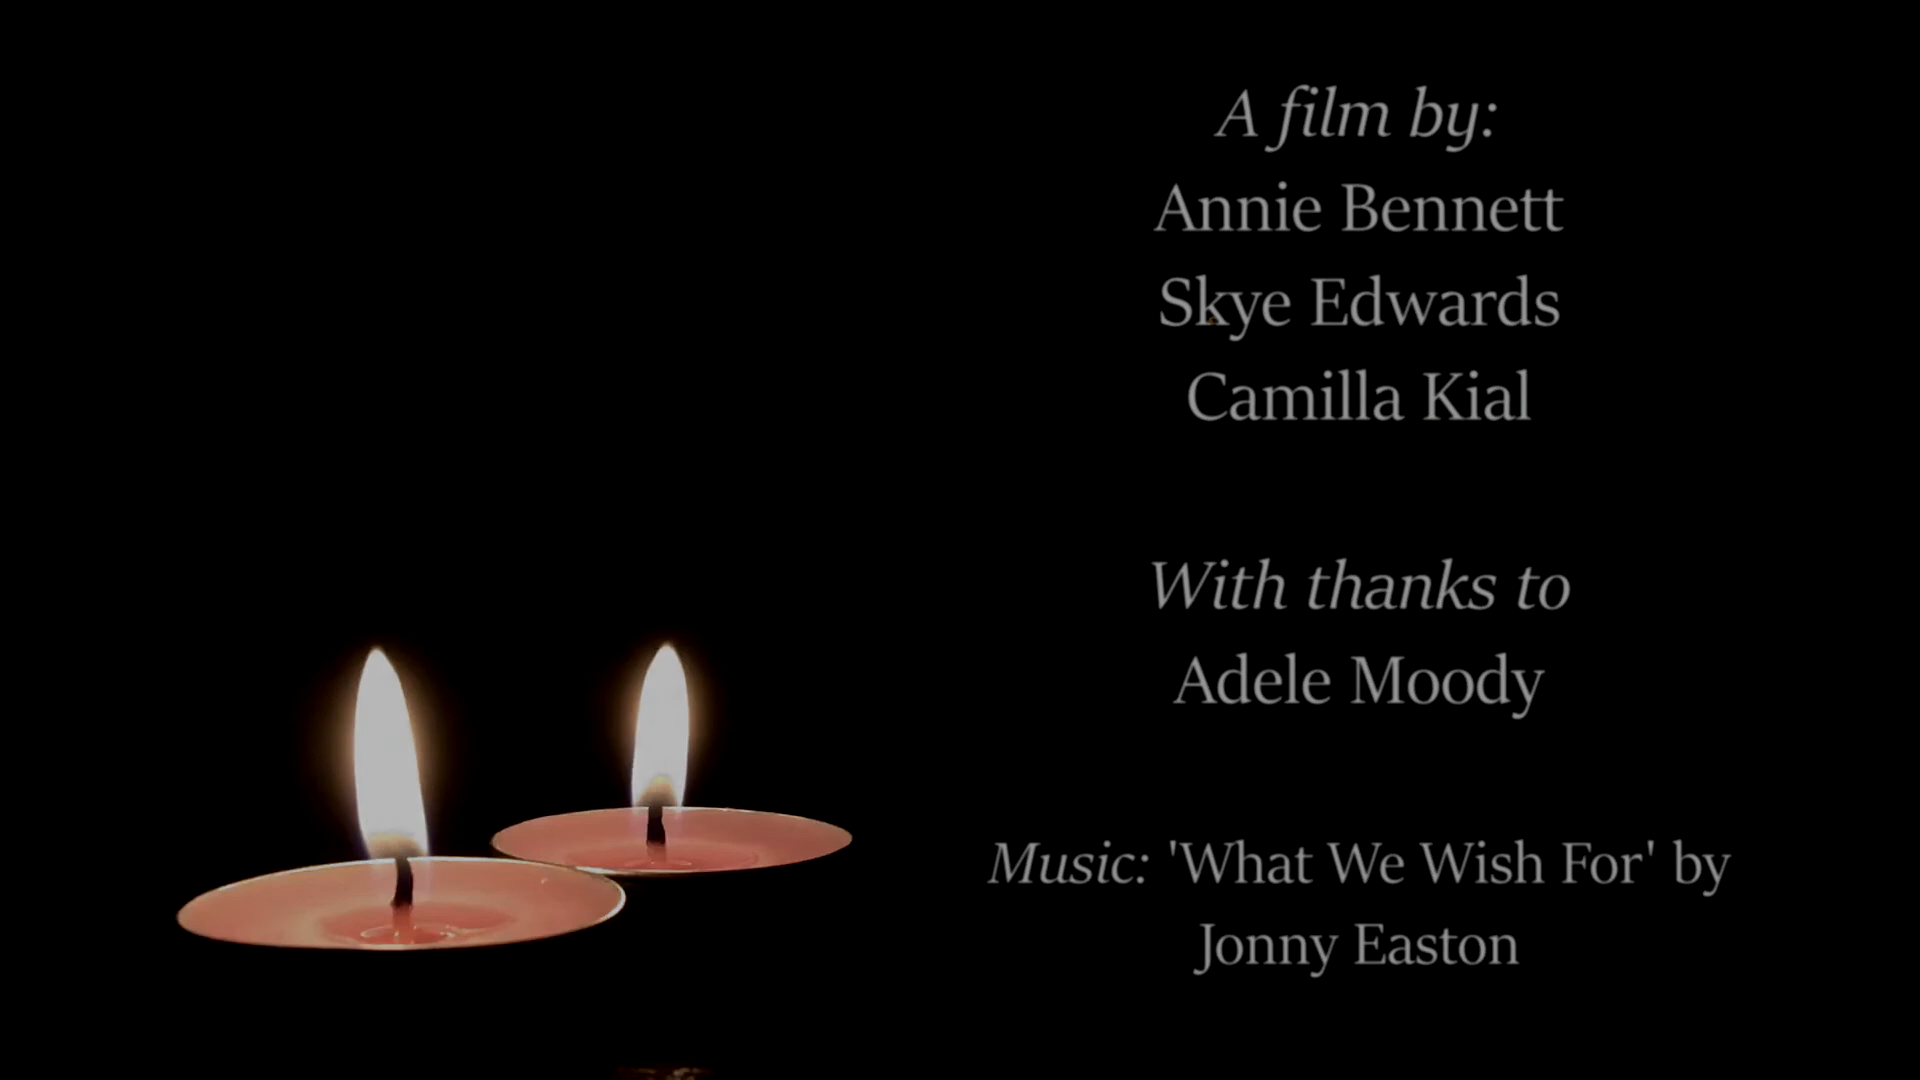 A film by:
Annie Bennett
Skye Edwards
Camilla Kial
With thanks to
Adele Moody
Music: 'What We Wish For' by
Jonny Easton